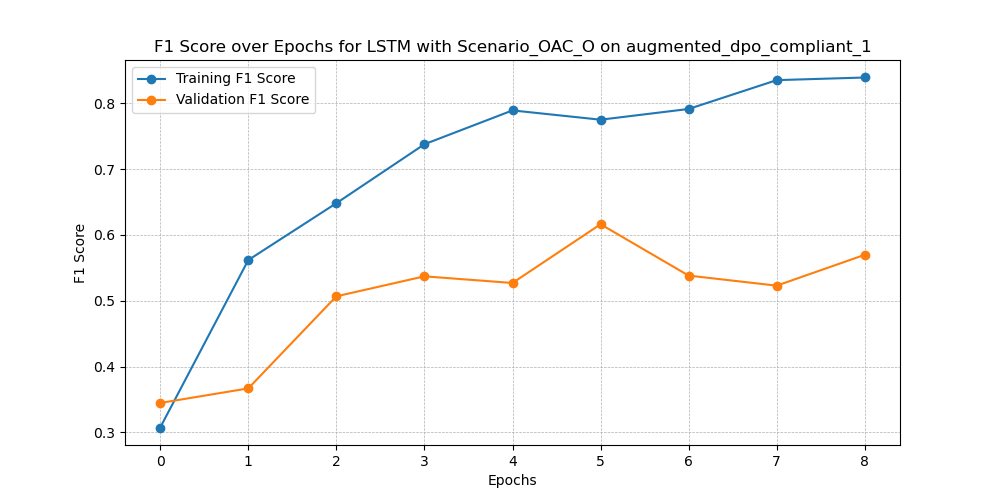 F1 Score over Epochs for LSTM with Scenario_OAC_O on augmented_dpo_compliant_1
Training F1 Score
Validation F1 Score
F1 Score
0.8
0.7
0.6
0.5
0.4
0.3
0 1 2 3 4 5 6 7 8
Epochs